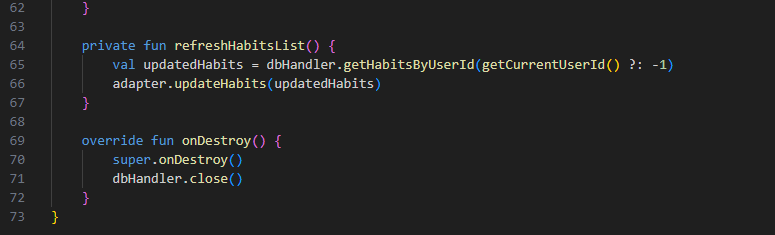 62 }
63
64 private fun refreshHabitsList() {
65 val updatedHabits = dbHandler.getHabitsByUserId(getCurrentUserId() ?: -1)
66 adapter.updateHabits(updatedHabits)
67 }
68
69 override fun onDestroy() {
70 super.onDestroy()
71 dbHandler.close()
72 }
73 }